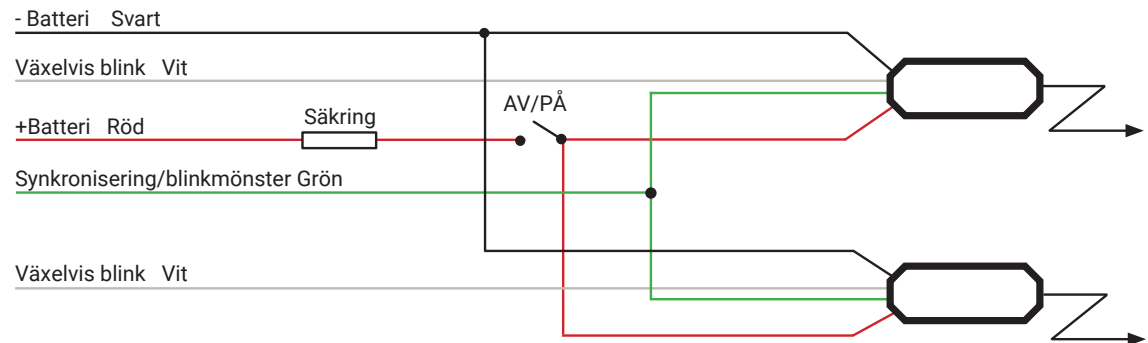 - Batteri Svart
Växelvis blink Vit
AV/PÅ
+Batteri Röd
Säkring
Synkronisering/blinkmönster Grön
Växelvis blink Vit